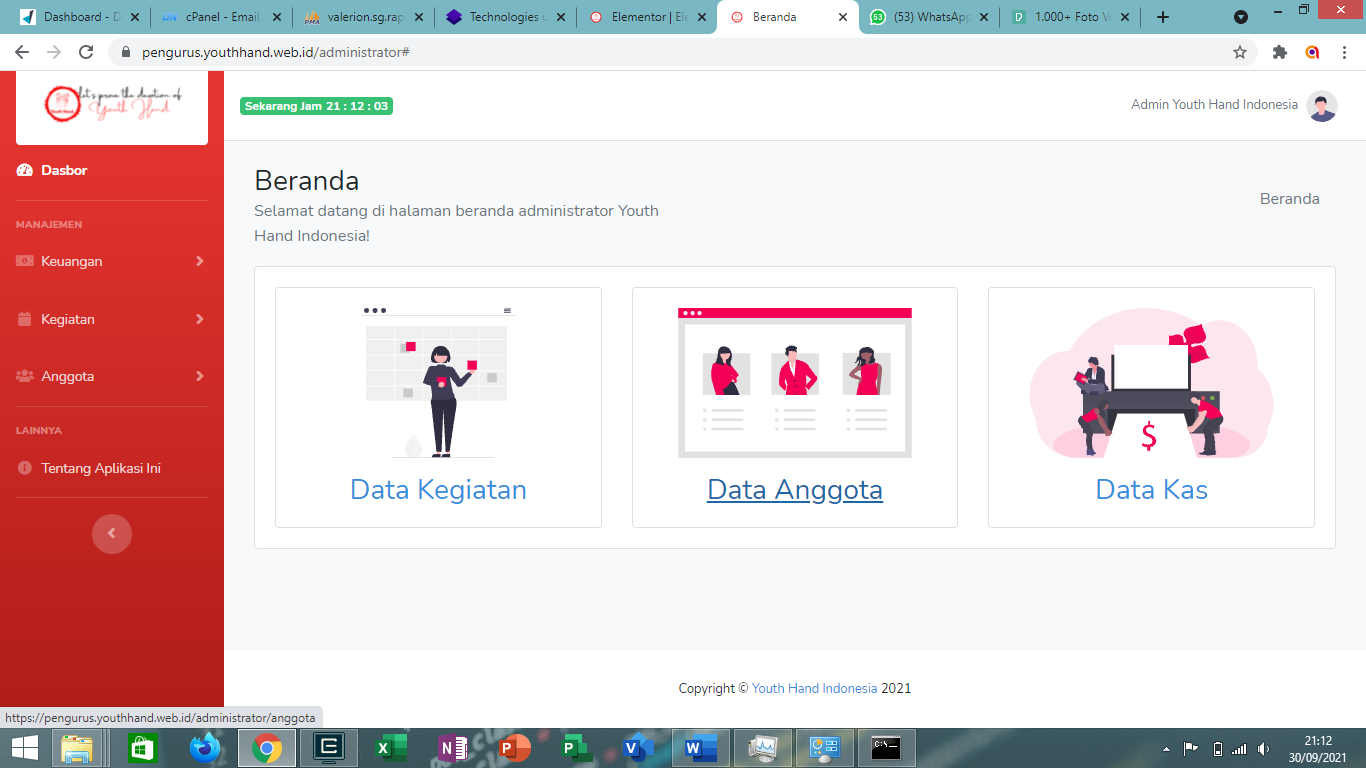 Dashboard - D
cPanel - Email
valerion.sg.rap
Technologies u
Elementor | Ele
Beranda
(53) WhatsApp
1.000+ Foto Ve
pengurus.youthhand.web.id/administrator#
let's prove the devotion of
Youth Hand
Sekarang Jam 21 : 12 : 03
Admin Youth Hand Indonesia
Dasbor
MANAJEMEN
Keuangan
Kegiatan
Anggota
LAINNYA
Tentang Aplikasi Ini
Beranda
Selamat datang di halaman beranda administrator Youth
Hand Indonesia!
Beranda
Data Kegiatan
Data Anggota
$
Data Kas
Copyright © Youth Hand Indonesia 2021
https://pengurus.youthhand.web.id/administrator/anggota
21:12
30/09/2021